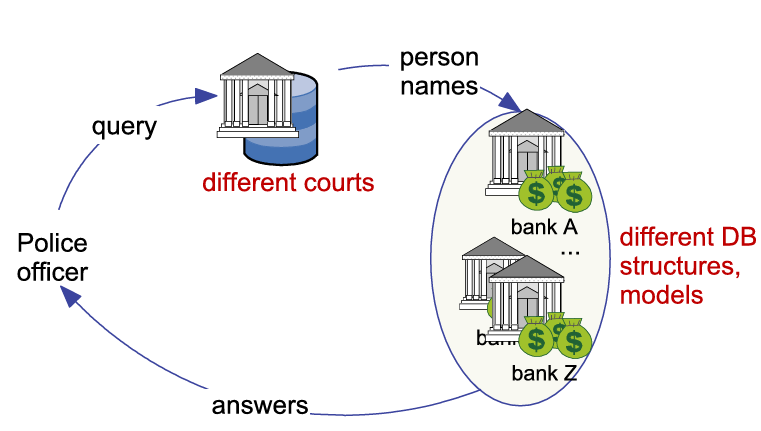 person
names
query
different courts
bank A
...
different DB
structures,
models
Police
officer
bank Z
answers